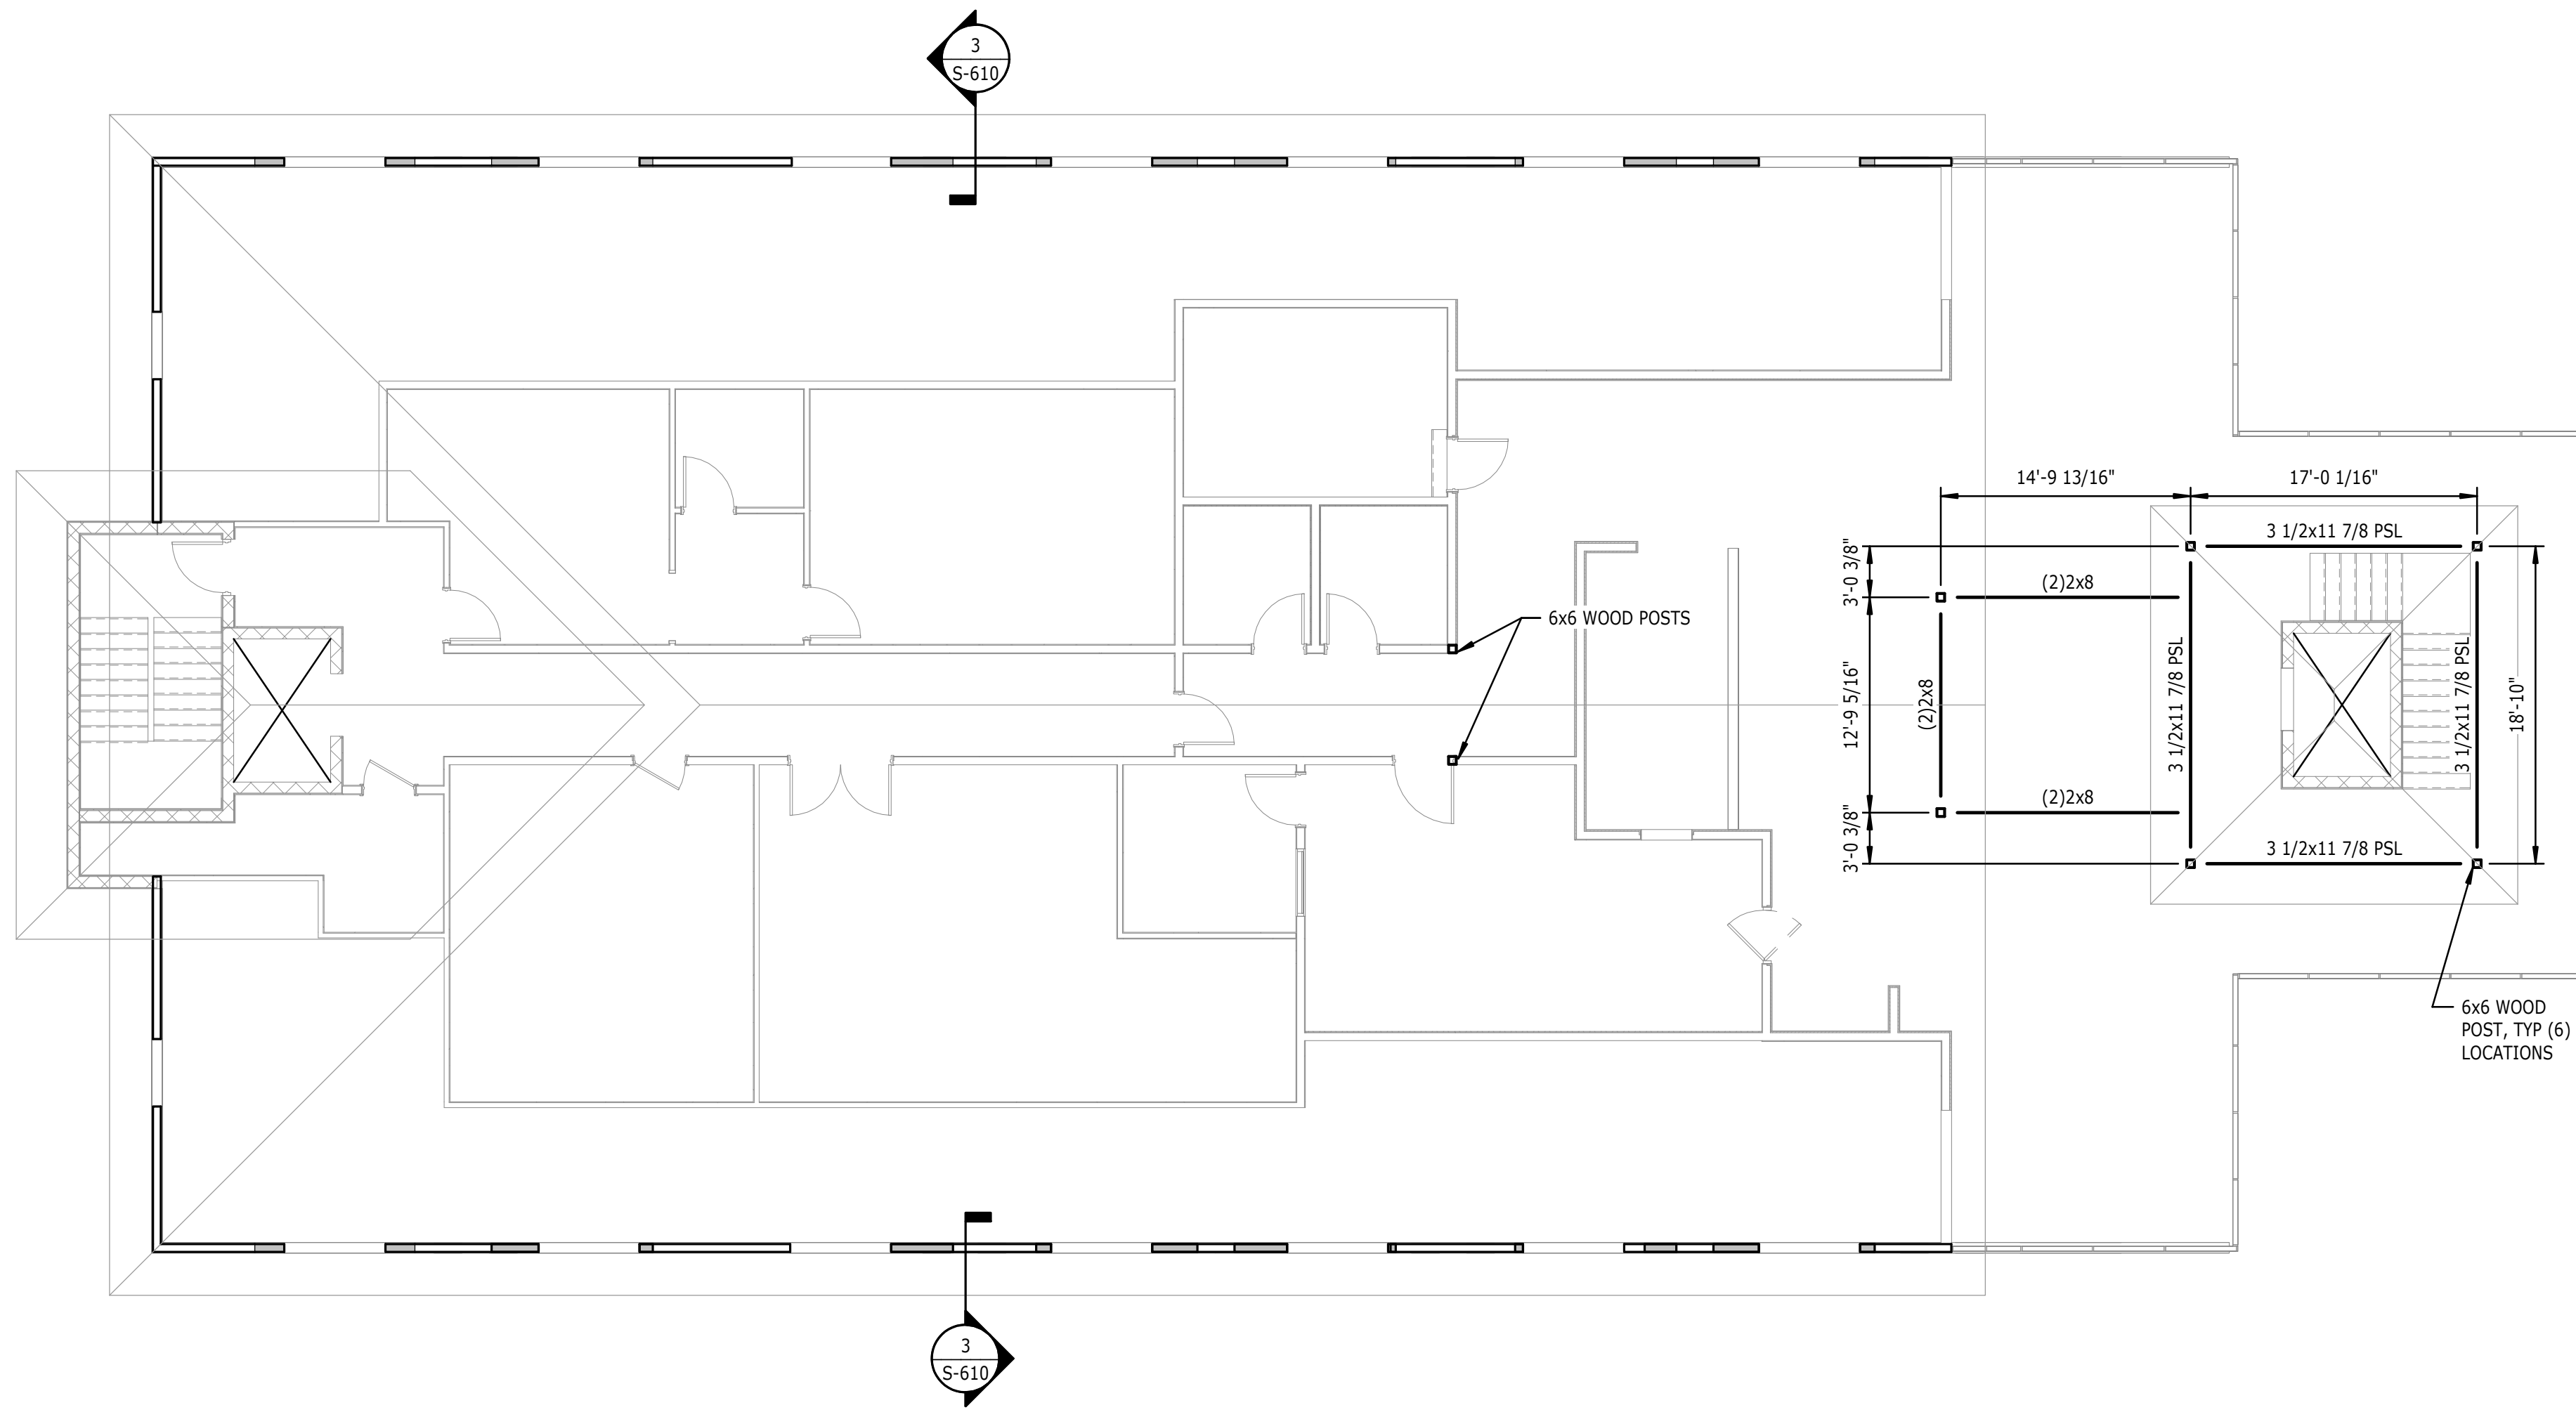 3
S-610
14'-9 13/16"
17'-0 1/16"
3 1/2x11 7/8 PSL
3'-0 3/8"
(2)2x8
6x6 WOOD POSTS
12'-9 5/16"
(2)2x8
3 1/2x11 7/8 PSL
3 1/2x11 7/8 PSL
18'-10"
(2)2x8
3'-0 3/8"
3 1/2x11 7/8 PSL
6x6 WOOD
POST, TYP (6)
LOCATIONS
3
S-610